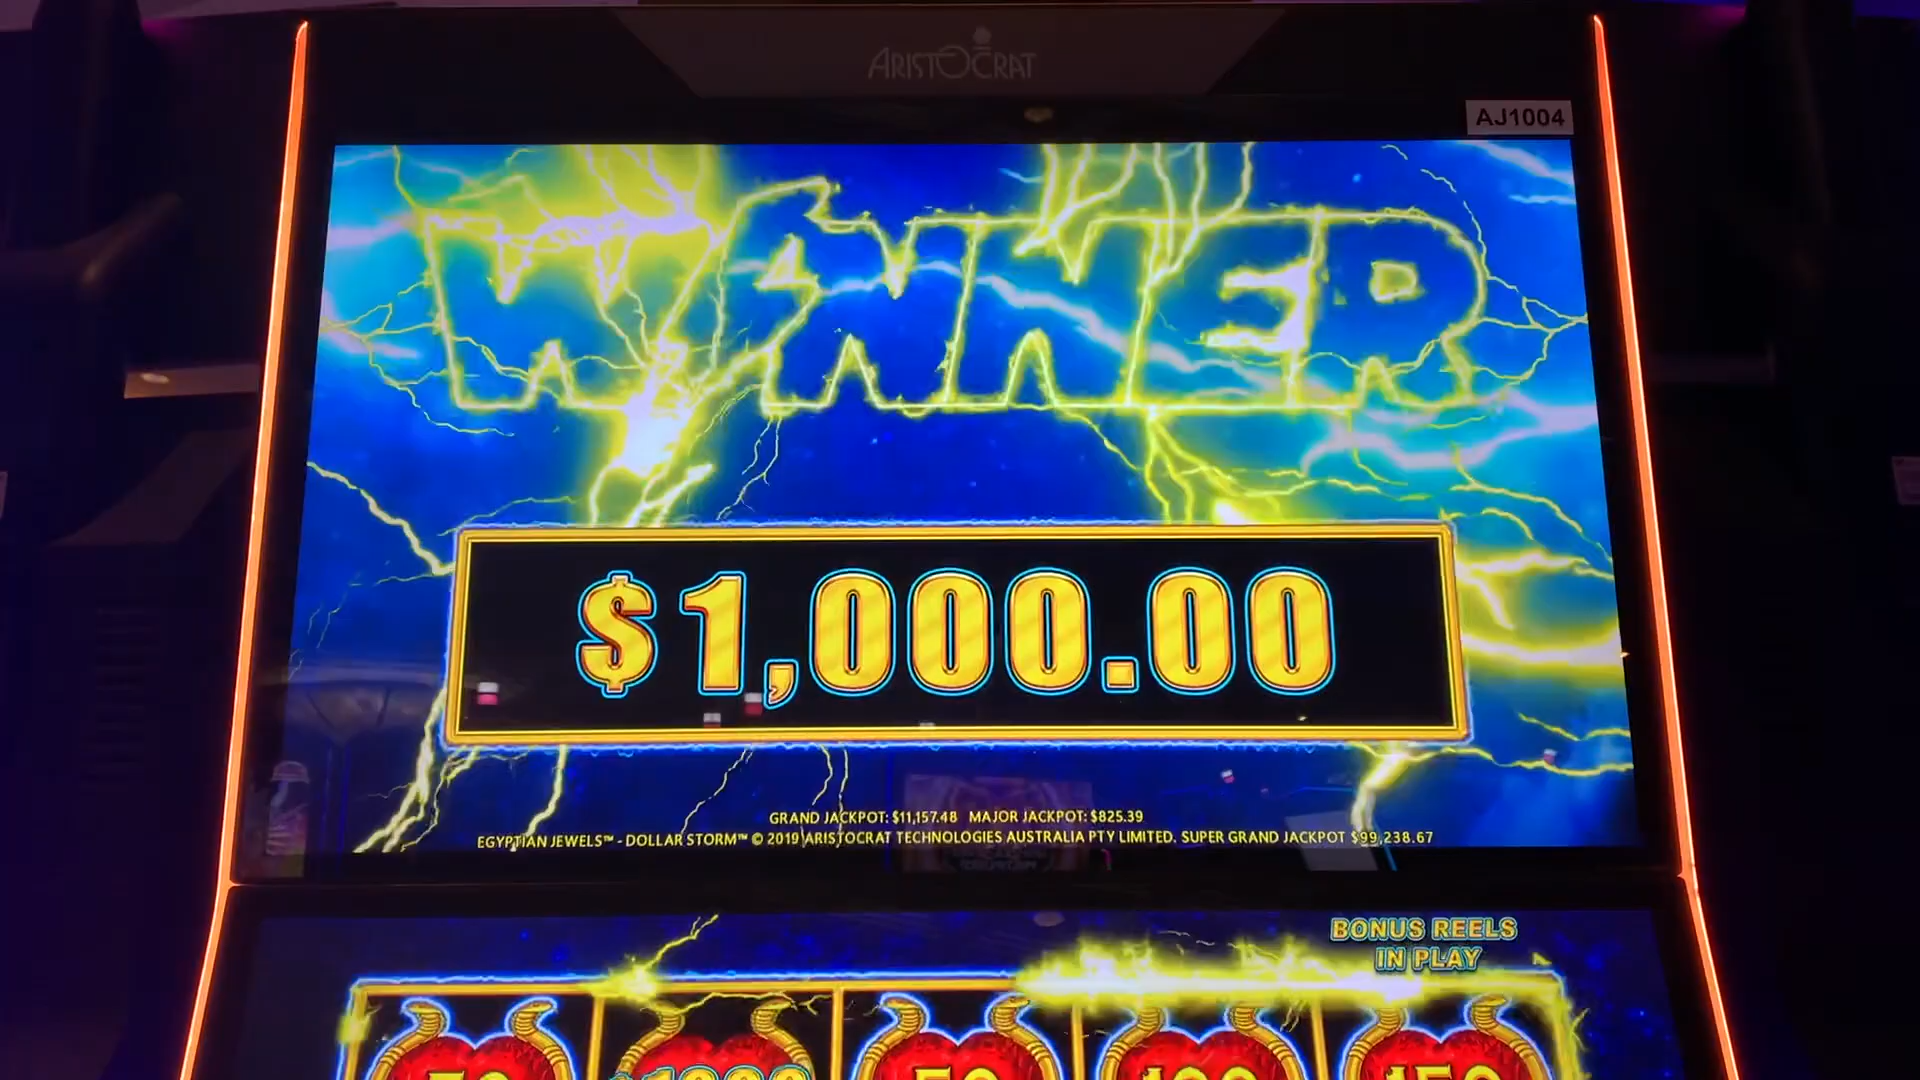 ARISTOCRAT
AJ1004
WINNER
$1,000.00
GRAND JACKPOT: $11,157.48 MAJOR JACKPOT: $825.39
EGYPTIAN JEWELS™ - DOLLAR STORM™ © 2019 ARISTOCRAT TECHNOLOGIES AUSTRALIA PTY LIMITED. SUPER GRAND JACKPOT $99,238.67
BONUS REELS
IN PLAY